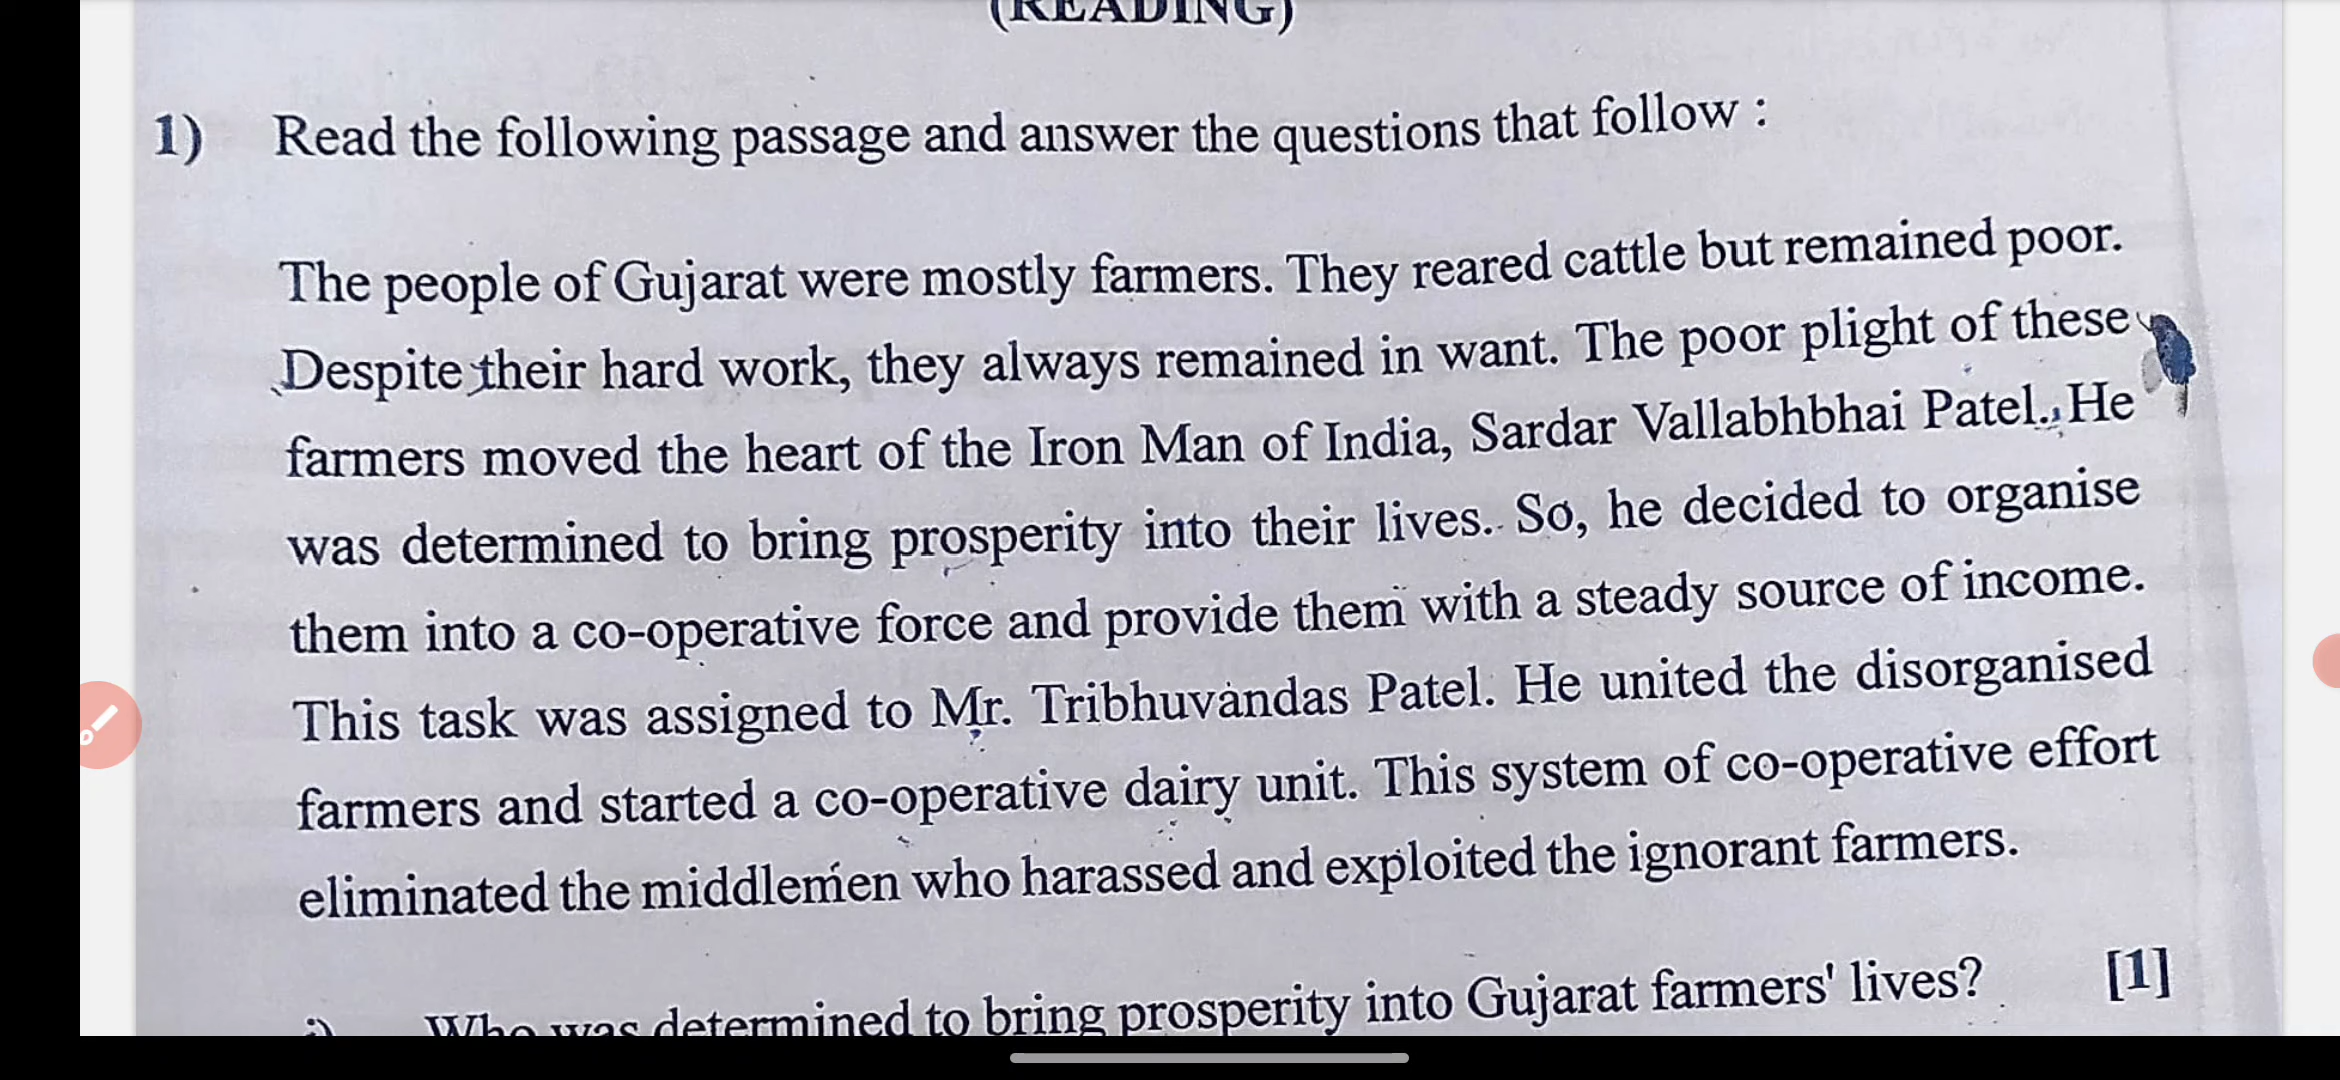 (READING)
1) Read the following passage and answer the questions that follow :
The people of Gujarat were mostly farmers. They reared cattle but remained poor.
Despite their hard work, they always remained in want. The poor plight of these
farmers moved the heart of the Iron Man of India, Sardar Vallabhbhai Patel. He
was determined to bring prosperity into their lives. So, he decided to organise
them into a co-operative force and provide them with a steady source of income.
This task was assigned to Mr. Tribhuvandas Patel. He united the disorganised
farmers and started a co-operative dairy unit. This system of co-operative effort
eliminated the middlemen who harassed and exploited the ignorant farmers.
i) Who was determined to bring prosperity into Gujarat farmers' lives? [1]